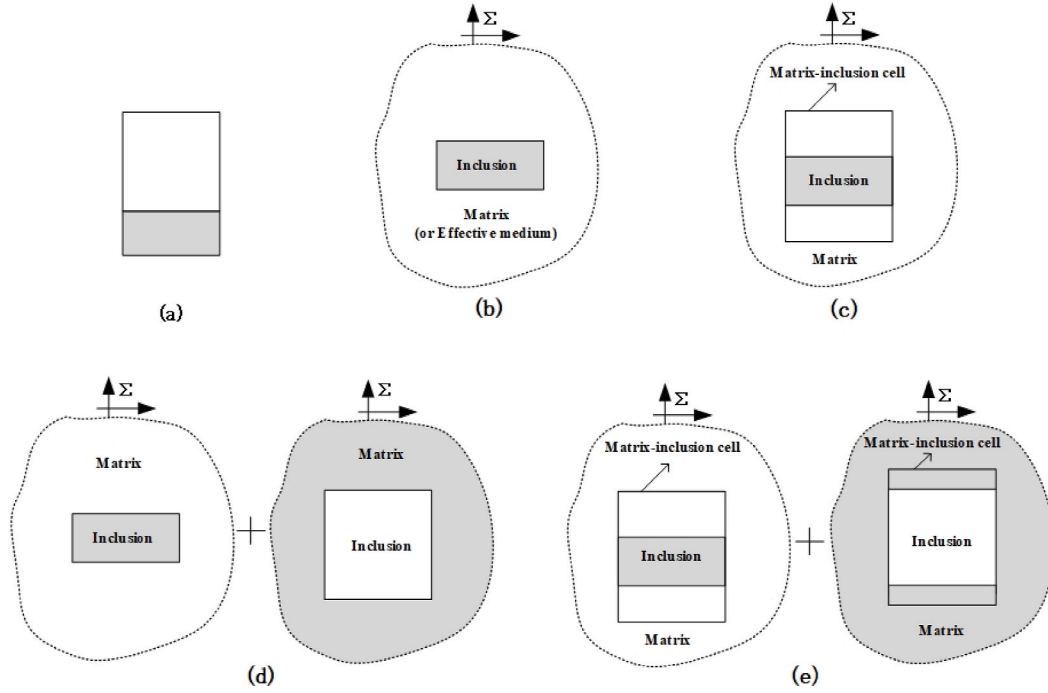 Σ
Inclusion
Matrix
(or Effective medium)
Σ
Matrix-inclusion cell
Inclusion
Matrix
(a)
(b)
(c)
Σ
Matrix
Inclusion
+
Σ
Matrix
Inclusion
Σ
Matrix-inclusion cell
Inclusion
Matrix
+
Σ
Matrix-inclusion cell
Inclusion
Matrix
(d)
(e)